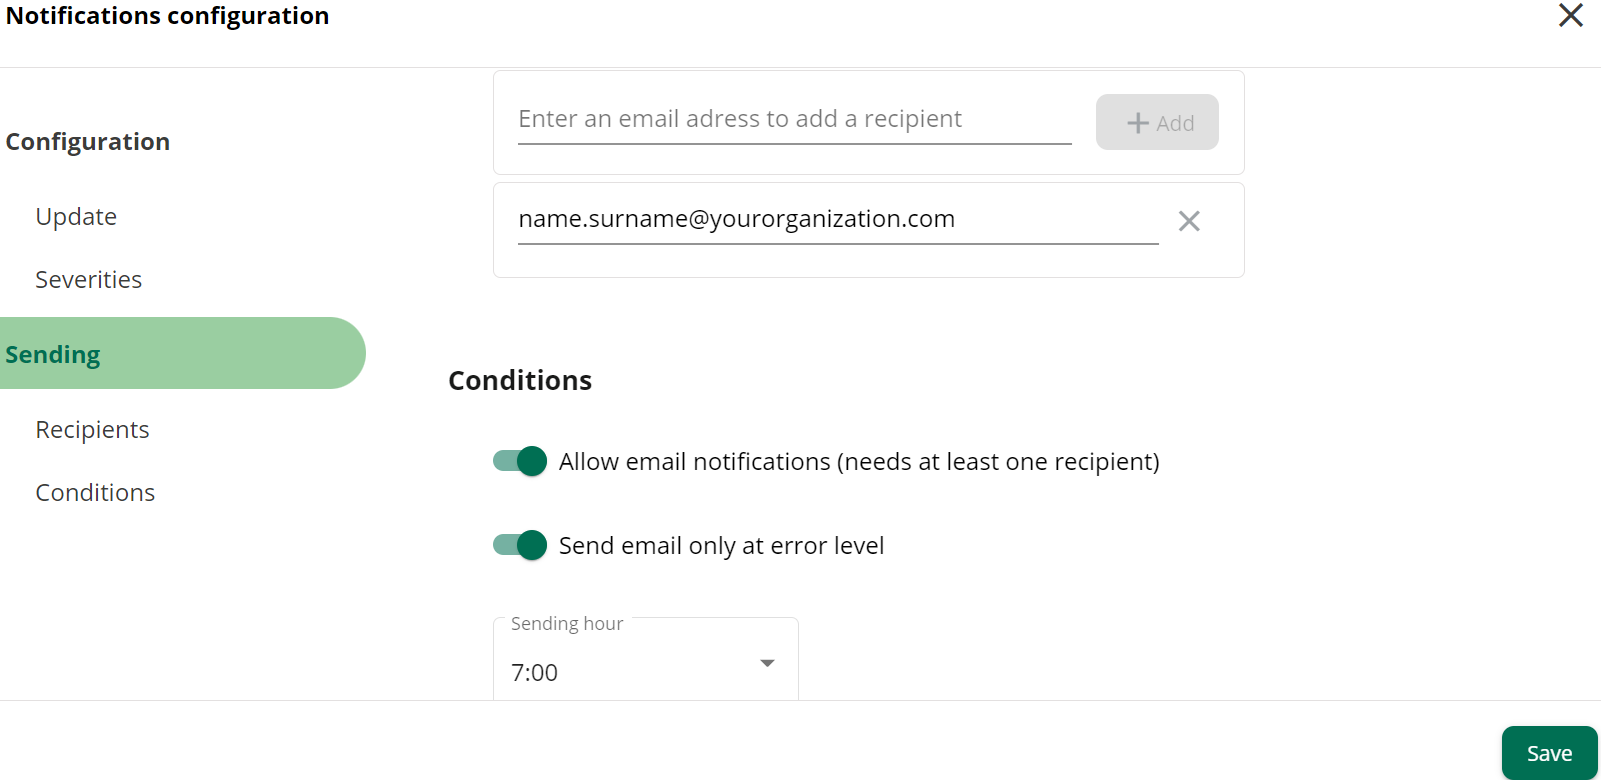 Notifications configuration
Configuration
Update
Severities
Sending
Recipients
Conditions
Enter an email adress to add a recipient
Add
name.surname@yourorganization.com
Conditions
Allow email notifications (needs at least one recipient)
Send email only at error level
Sending hour
7:00
Save